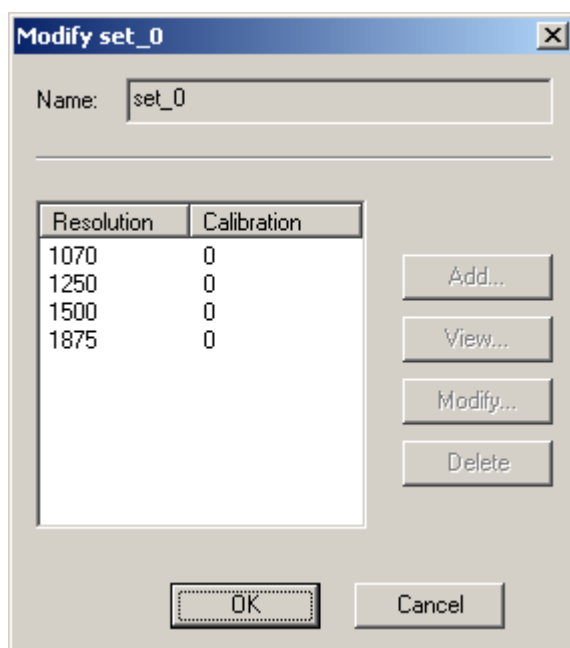 Modify set_0
Name: set_0
Resolution Calibration
1070 0
1250 0
1500 0
1875 0
Add...
View...
Modify...
Delete
OK Cancel